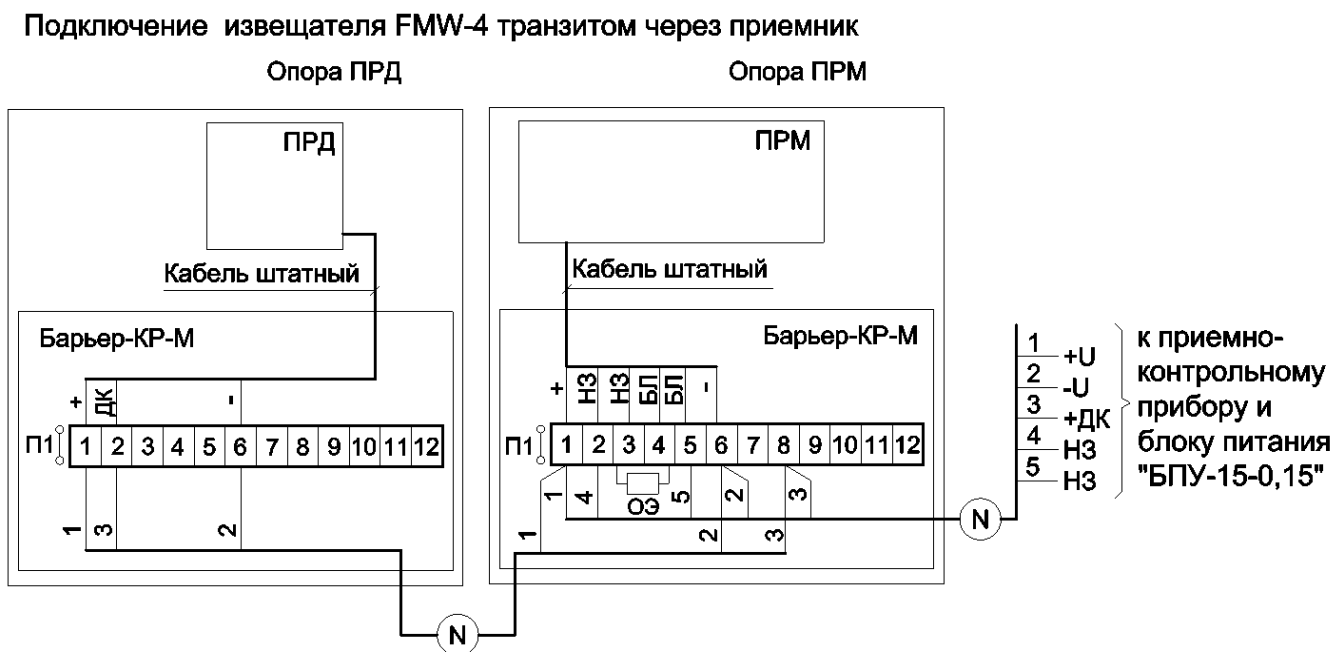 Подключение извещателя FMW-4 транзитом через приемник
Опора ПРД
Опора ПРМ
ПРД
ПРМ
Кабель штатный
Кабель штатный
Барьер-КР-М
Барьер-КР-М
+ ДК -
+ НЗ НЗ БЛ БЛ -
П1 1 2 3 4 5 6 7 8 9 10 11 12
П1 1 2 3 4 5 6 7 8 9 10 11 12
1 3 2
1 4 ОЭ 5 2 3
1 2 3
N
N
1 +U
2 -U
3 +ДК
4 НЗ
5 НЗ
к приемно-
контрольному
прибору и
блоку питания
"БПУ-15-0,15"